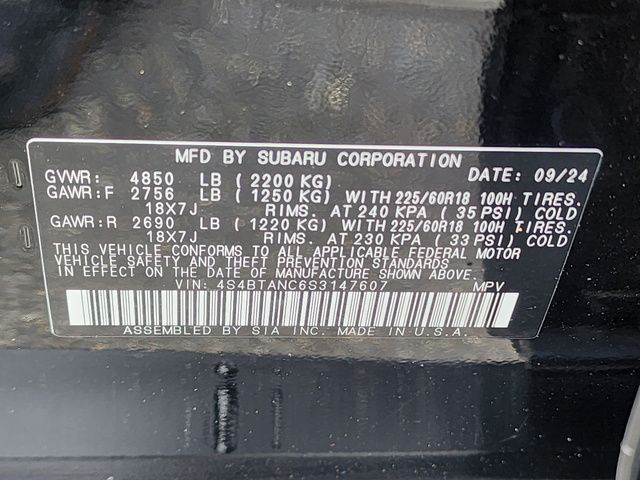 MFD BY SUBARU CORPORATION DATE: 09/24
GVWR: 4850 LB (2200 KG)
GAWR:F 2756 LB (1250 KG) WITH 225/60R18 100H TIRES.
18X7J RIMS. AT 240 KPA (35 PSI) COLD
GAWR:R 2690 LB (1220 KG) WITH 225/60R18 100H TIRES.
18X7J RIMS. AT 230 KPA (33 PSI) COLD
THIS VEHICLE CONFORMS TO ALL APPLICABLE FEDERAL MOTOR
VEHICLE SAFETY AND THEFT PREVENTION STANDARDS
IN EFFECT ON THE DATE OF MANUFACTURE SHOWN ABOVE.
VIN: 4S4BTANC6S3147607 MPV
ASSEMBLED BY SIA INC. MADE IN U.S.A.